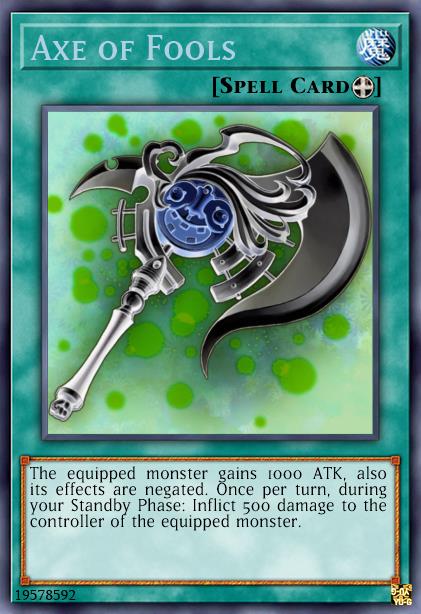 Axe of Fools
魔
[Spell Card]
The equipped monster gains 1000 ATK, also
its effects are negated. Once per turn, during
your Standby Phase: Inflict 500 damage to the
controller of the equipped monster.
19578592